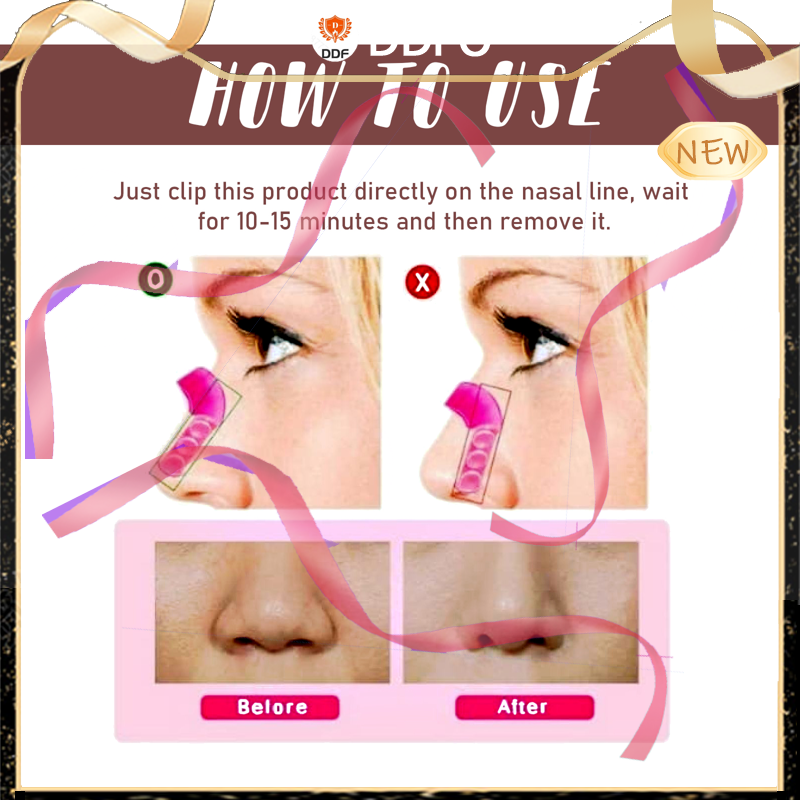 DDF
HOW TO USE
NEW
Just clip this product directly on the nasal line, wait
for 10-15 minutes and then remove it.
O
X
Belore
After